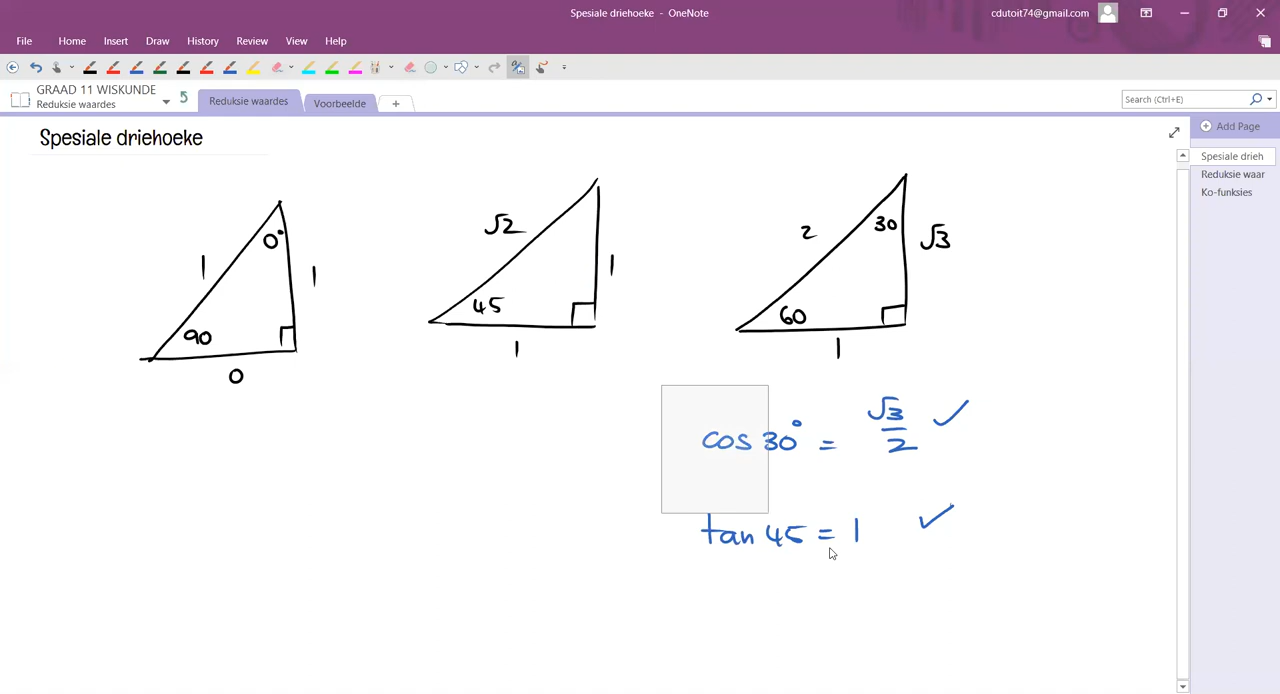 Spesiale driehoeke - OneNote
cdutoit74@gmail.com
File Home Insert Draw History Review View Help
GRAAD 11 WISKUNDE
Reduksie waardes
Reduksie waardes
Voorbeelde
+
Search (Ctrl+E)
Add Page
Spesiale drieh
Reduksie waar
Ko-funksies
Spesiale driehoeke
0°
1
1
90
0
√2
1
45
1
2
30
√3
60
1
cos 30° = √3/2 ✓
tan 45 = 1 ✓